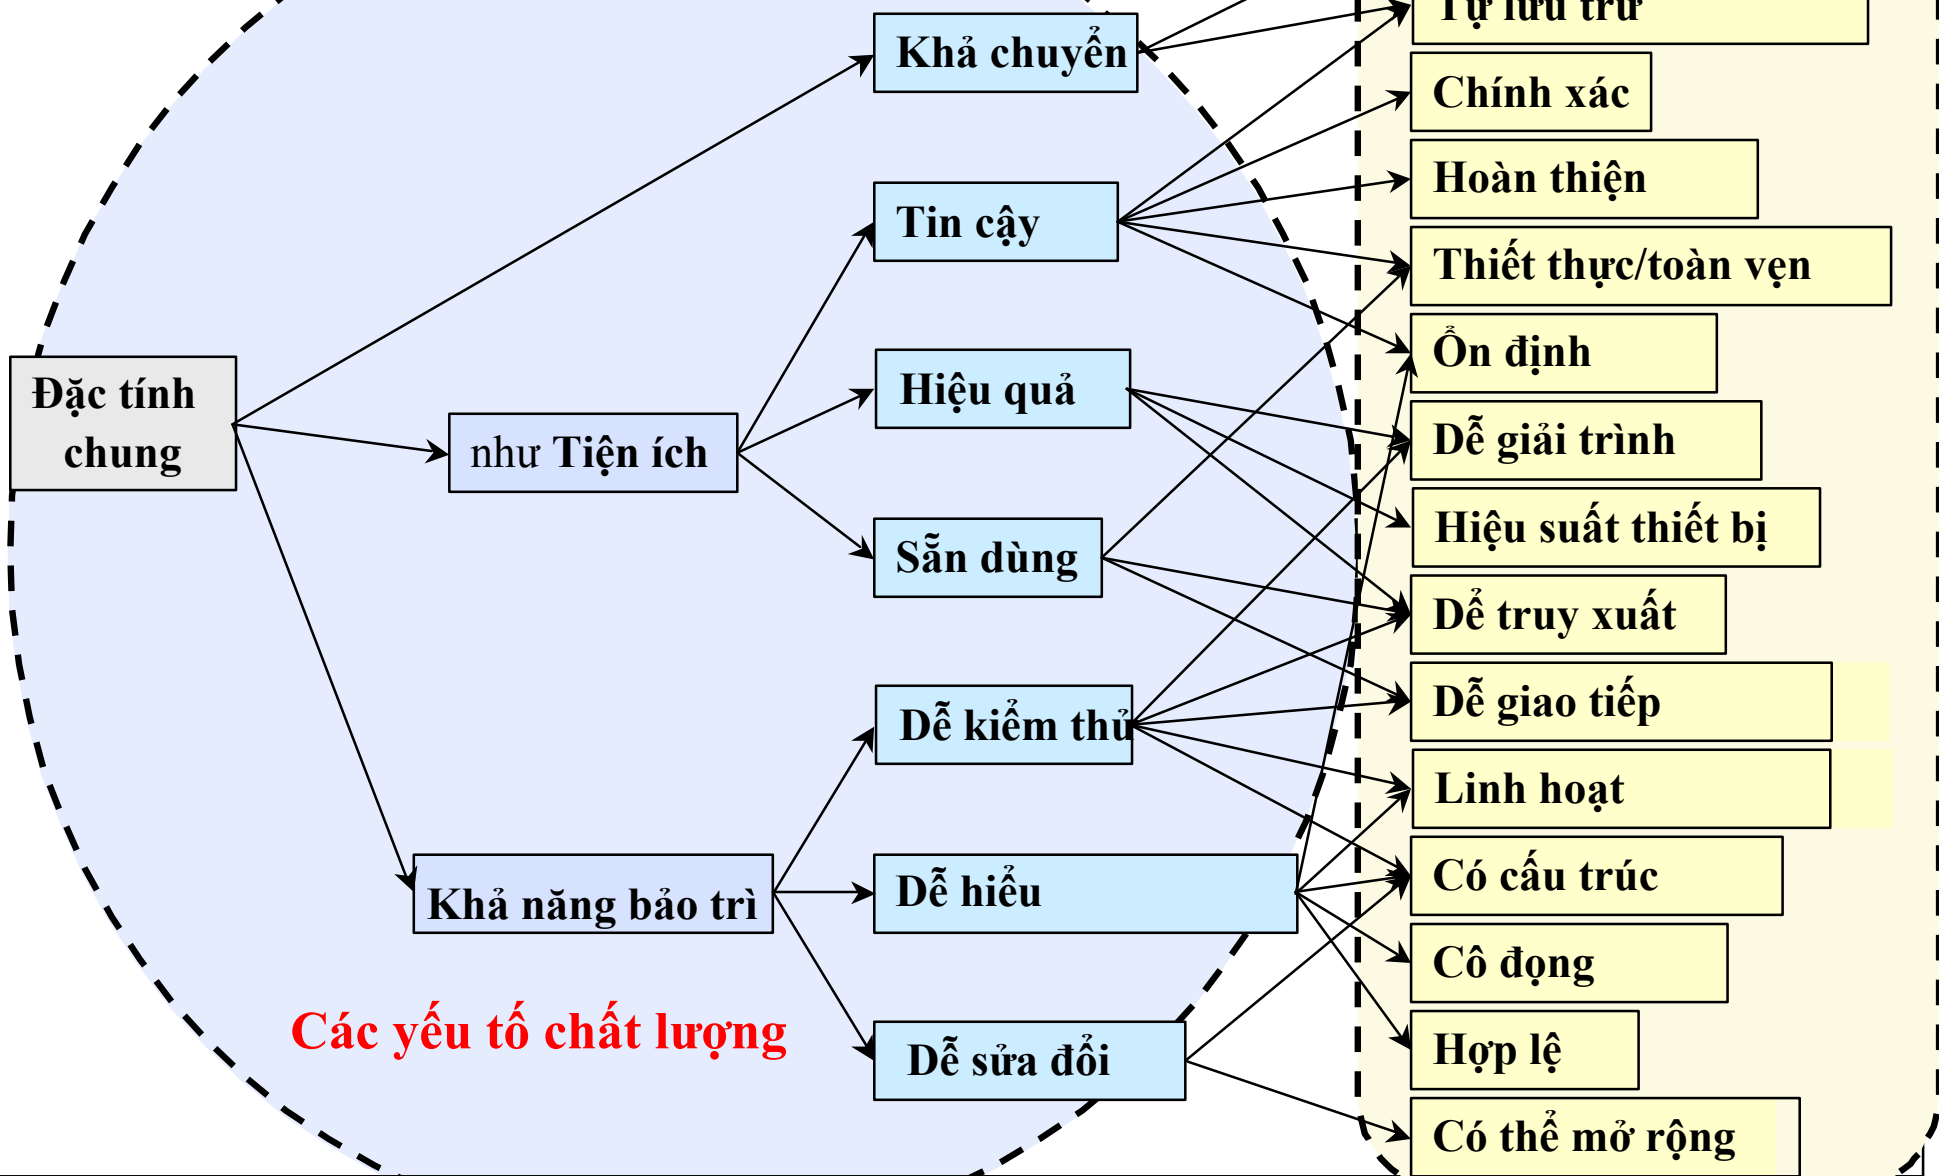 Tự lưu trữ
Khả chuyển
Chính xác
Hoàn thiện
Tin cậy
Thiết thực/toàn vẹn
Ổn định
Đặc tính
chung
như Tiện ích
Hiệu quả
Dễ giải trình
Hiệu suất thiết bị
Sẵn dùng
Dể truy xuất
Dễ giao tiếp
Dễ kiểm thủ
Linh hoạt
Khả năng bảo trì
Dễ hiểu
Có cấu trúc
Cô đọng
Các yếu tố chất lượng
Dễ sửa đổi
Hợp lệ
Có thể mở rộng